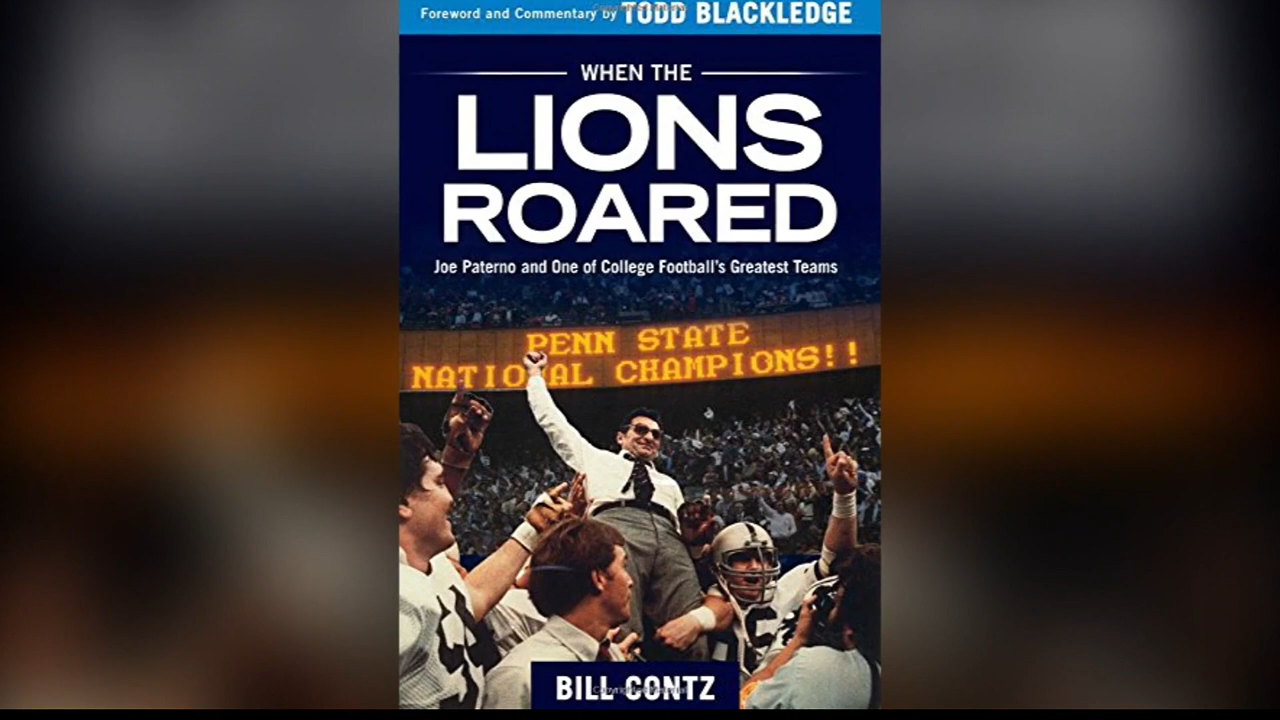 Foreword and Commentary by TODD BLACKLEDGE
WHEN THE
LIONS
ROARED
Joe Paterno and One of College Football's Greatest Teams
PENN STATE
NATIONAL CHAMPIONS!!
BILL CONTZ